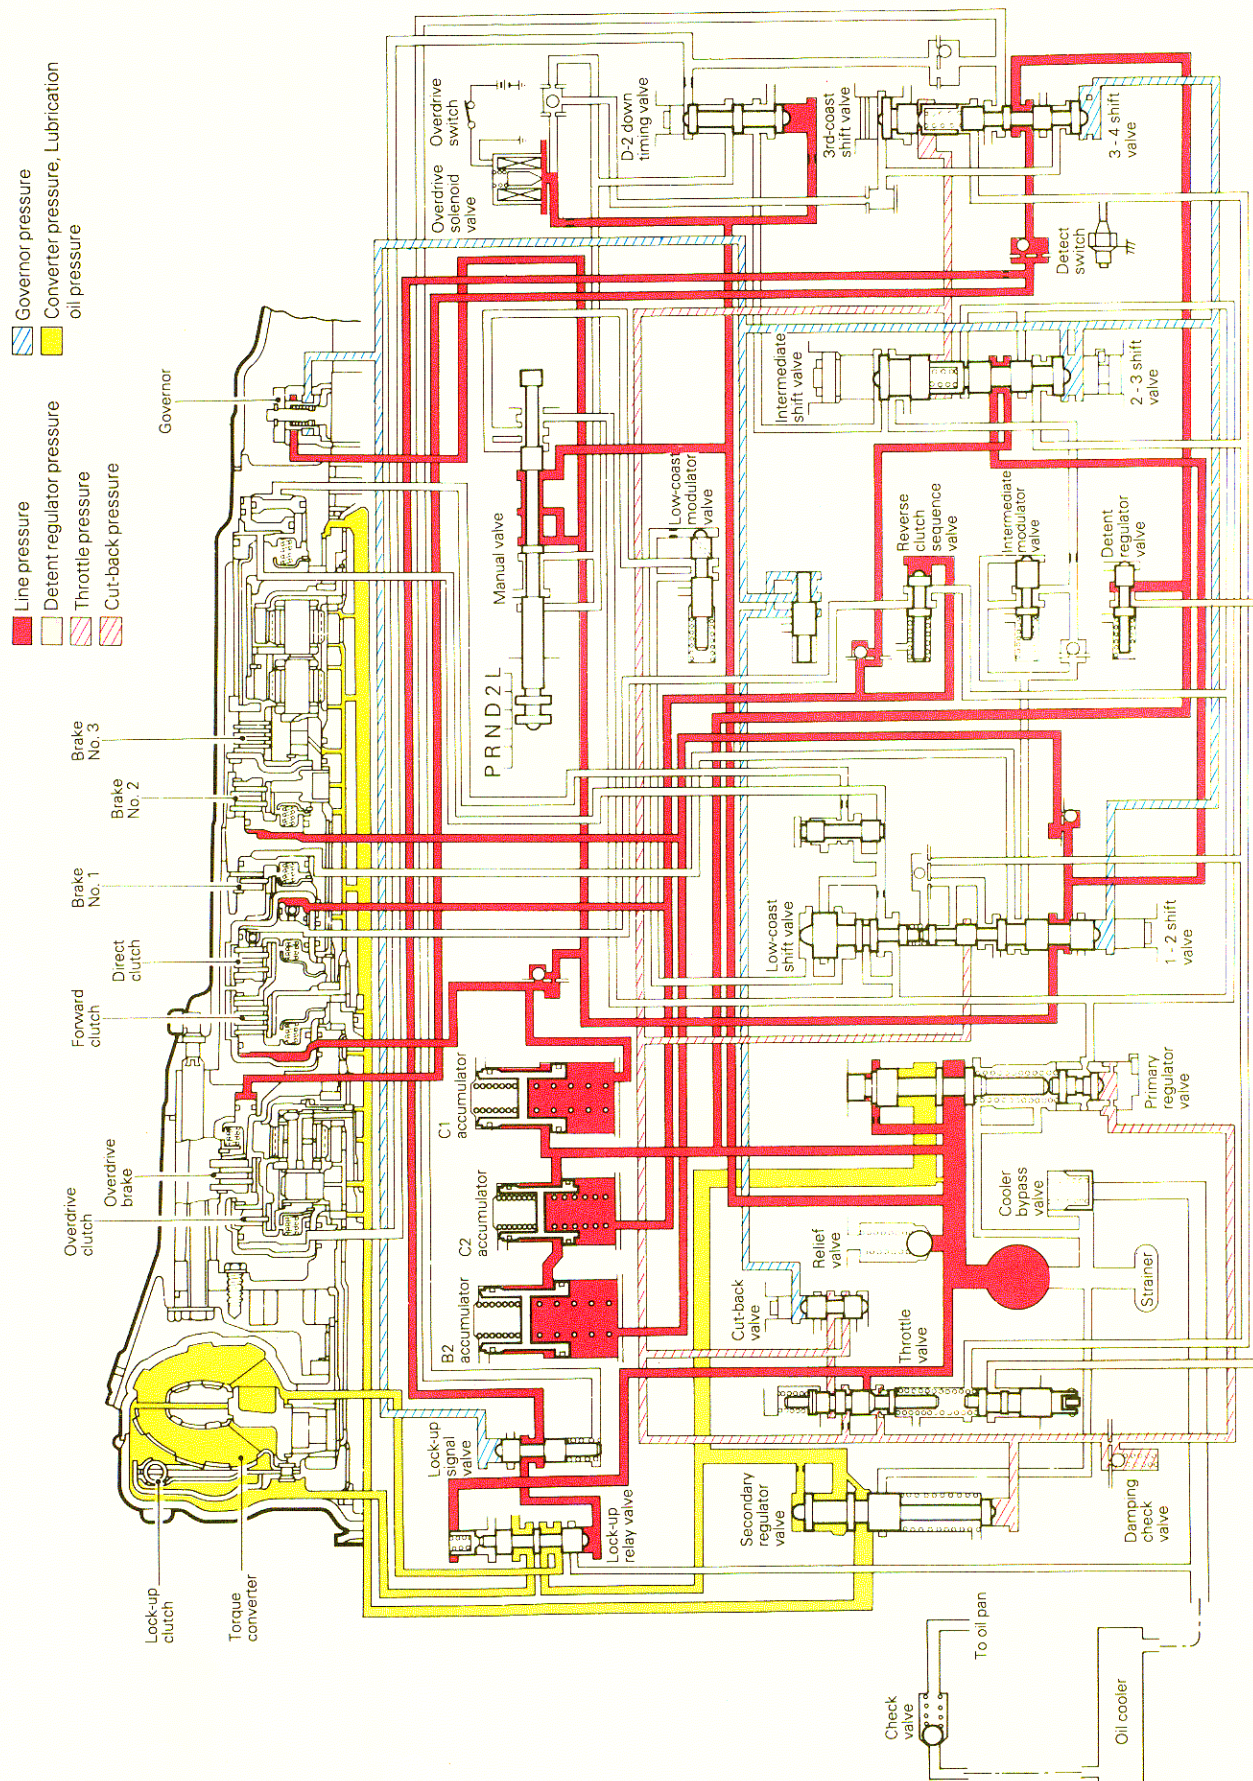 Line pressure
Detent regulator pressure
Throttle pressure
Cut-back pressure
Governor pressure
Converter pressure, Lubrication
oil pressure
Lock-up
clutch
Torque
converter
Overdrive
clutch
Overdrive
brake
Forward
clutch
Direct
clutch
Brake
No. 1
Brake
No. 2
Brake
No. 3
Governor
Lock-up
signal
valve
Lock-up
relay valve
B2
accumulator
C2
accumulator
C1
accumulator
P R N D 2 L
Manual valve
Overdrive
solenoid
valve
Overdrive
switch
D-2 down
timing valve
Low-coast
modulator
valve
Secondary
regulator
valve
Cut-back
valve
Relief
valve
Throttle
valve
Low-coast
shift valve
Intermediate
shift valve
3rd-coast
shift valve
Reverse
clutch
sequence
valve
Intermediate
modulator
valve
Detent
regulator
valve
Detect
switch
Cooler
bypass
valve
Strainer
Damping
check
valve
Primary
regulator
valve
1 - 2 shift
valve
2 - 3 shift
valve
3 - 4 shift
valve
Check
valve
To oil pan
Oil cooler